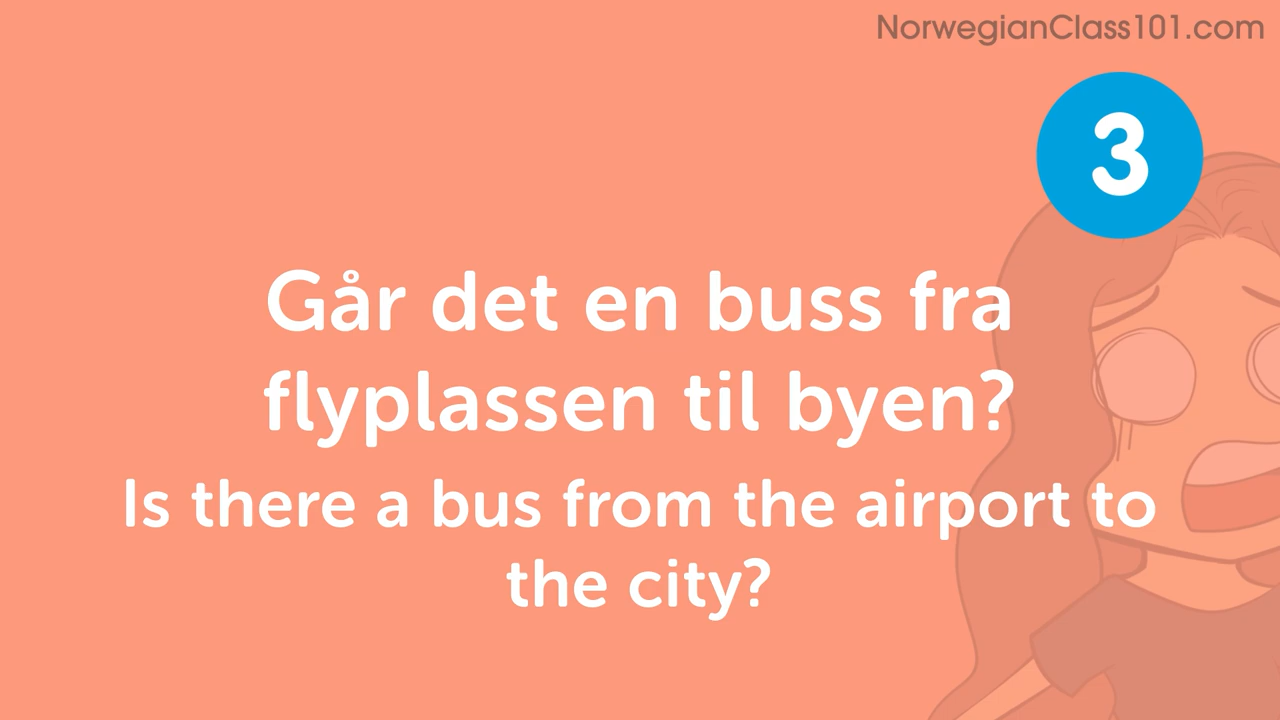 NorwegianClass101.com
3
Går det en buss fra
flyplassen til byen?
Is there a bus from the airport to
the city?